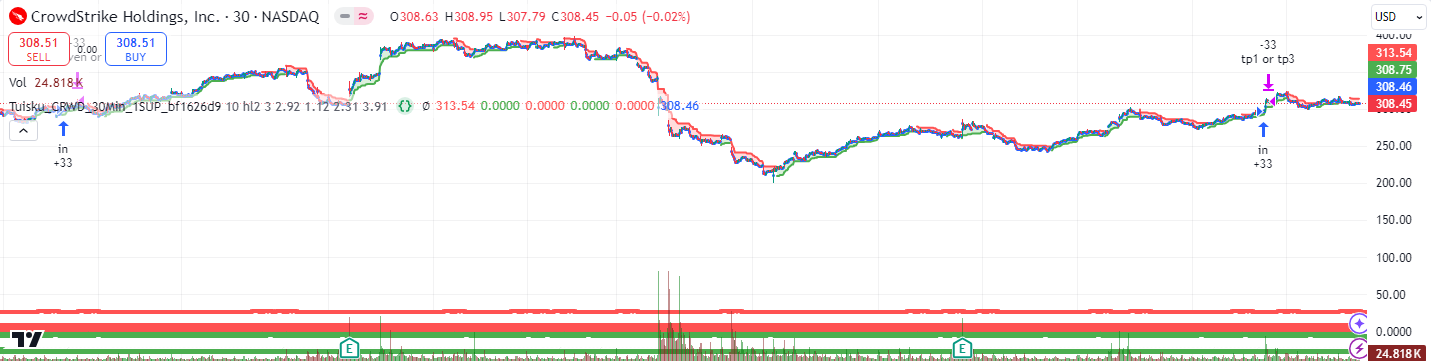 CrowdStrike Holdings, Inc. · 30 · NASDAQ O308.63 H308.95 L307.79 C308.45 −0.05 (−0.02%)
USD
308.51 SELL
0.00
308.51 BUY
-33
Vol 24.818K
Tuisku_CRWD_30Min_1SUP_bf1626d9 10 hl2 3 2.92 1.12 2.31 3.91 Ø 313.54 0.0000 0.0000 0.0000 0.0000 308.46
in
+33
-33
tp1 or tp3
in
+33
400.00
313.54
308.75
308.46
308.45
250.00
200.00
150.00
100.00
50.00
0.0000
24.818K
E
E